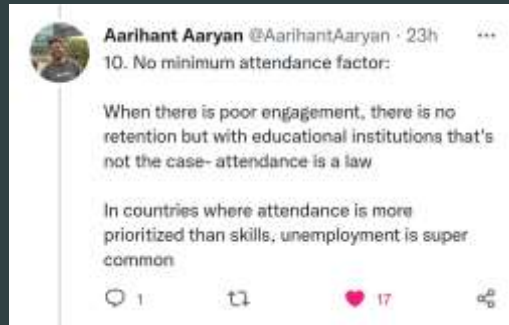 Aarihant Aaryan @AarihantAaryan · 23h
10. No minimum attendance factor:
When there is poor engagement, there is no
retention but with educational institutions that's
not the case- attendance is a law
In countries where attendance is more
prioritized than skills, unemployment is super
common
1 17